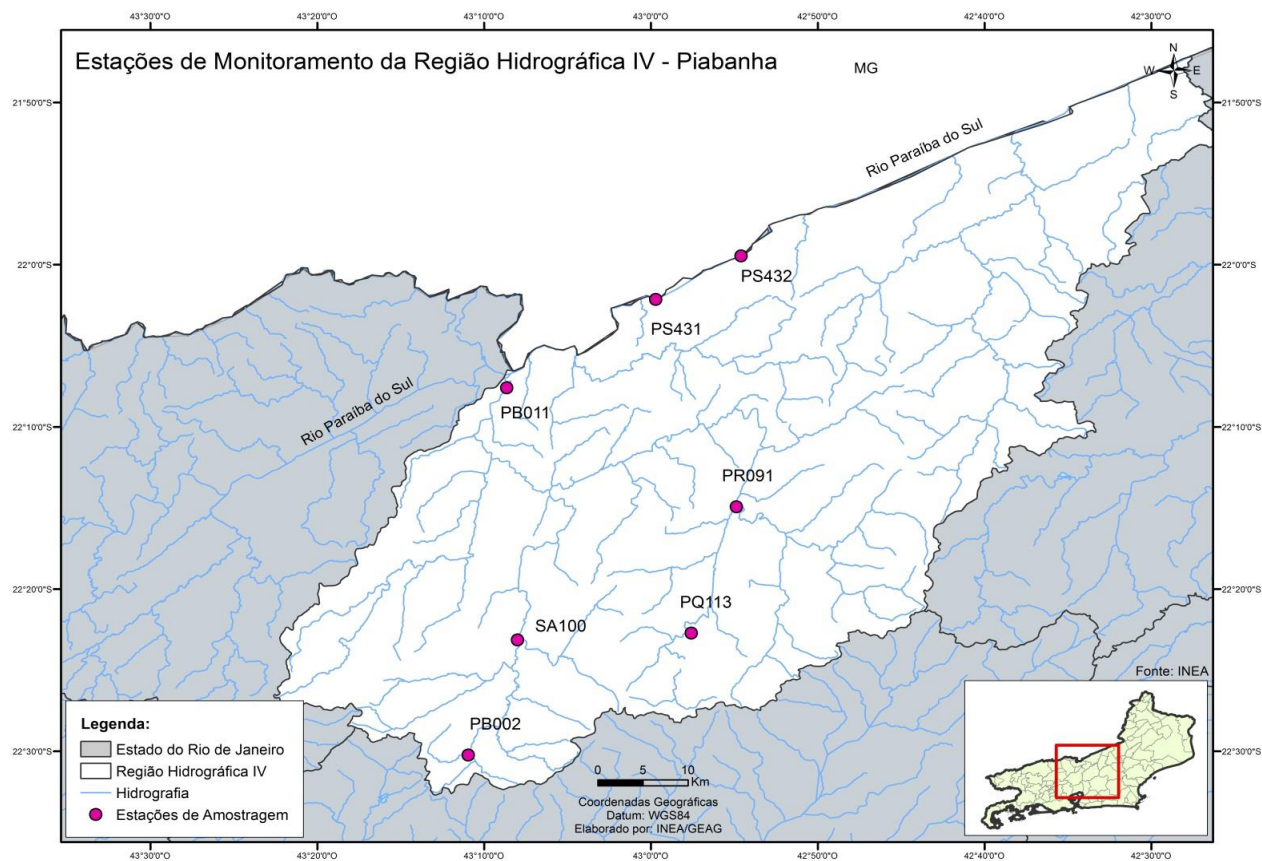 43°30'0"W 43°20'0"W 43°10'0"W 43°0'0"W 42°50'0"W 42°40'0"W 42°30'0"W
Estações de Monitoramento da Região Hidrográfica IV - Piabanha
MG
N
W E
S
21°50'0"S 21°50'0"S
Rio Paraíba do Sul
22°0'0"S 22°0'0"S
PS432
PS431
Rio Paraíba do Sul
PB011
22°10'0"S 22°10'0"S
PR091
22°20'0"S 22°20'0"S
PQ113
SA100
Fonte: INEA
PB002
22°30'0"S 22°30'0"S
Legenda:
Estado do Rio de Janeiro
Região Hidrográfica IV
Hidrografia
Estações de Amostragem
0 5 10
Km
Coordenadas Geográficas
Datum: WGS84
Elaborado por: INEA/GEAG
43°30'0"W 43°20'0"W 43°10'0"W 43°0'0"W 42°50'0"W 42°40'0"W 42°30'0"W